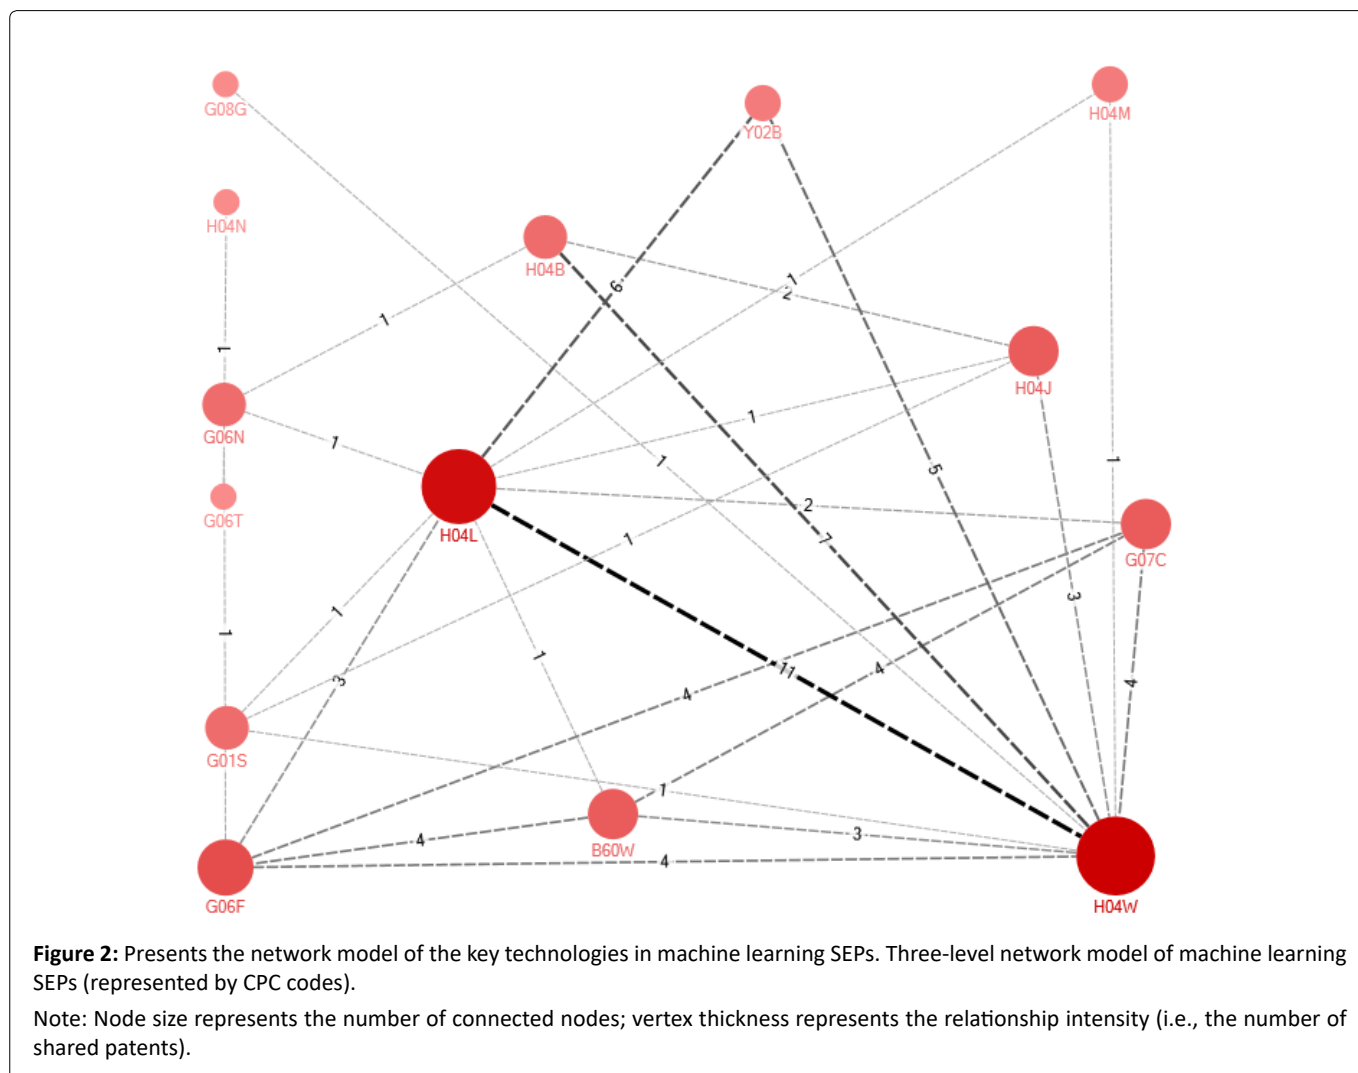 G08G
Y02B
H04M
H04N
H04B
6
1
2
1
1
H04J
G06N
1
1
1
5
1
G06T
H04L
2
G07C
7
1
1
1
3
1
3
11
4
4
4
G01S
1
4
B60W
3
4
G06F
H04W
Figure 2: Presents the network model of the key technologies in machine learning SEPs. Three-level network model of machine learning
SEPs (represented by CPC codes).
Note: Node size represents the number of connected nodes; vertex thickness represents the relationship intensity (i.e., the number of
shared patents).